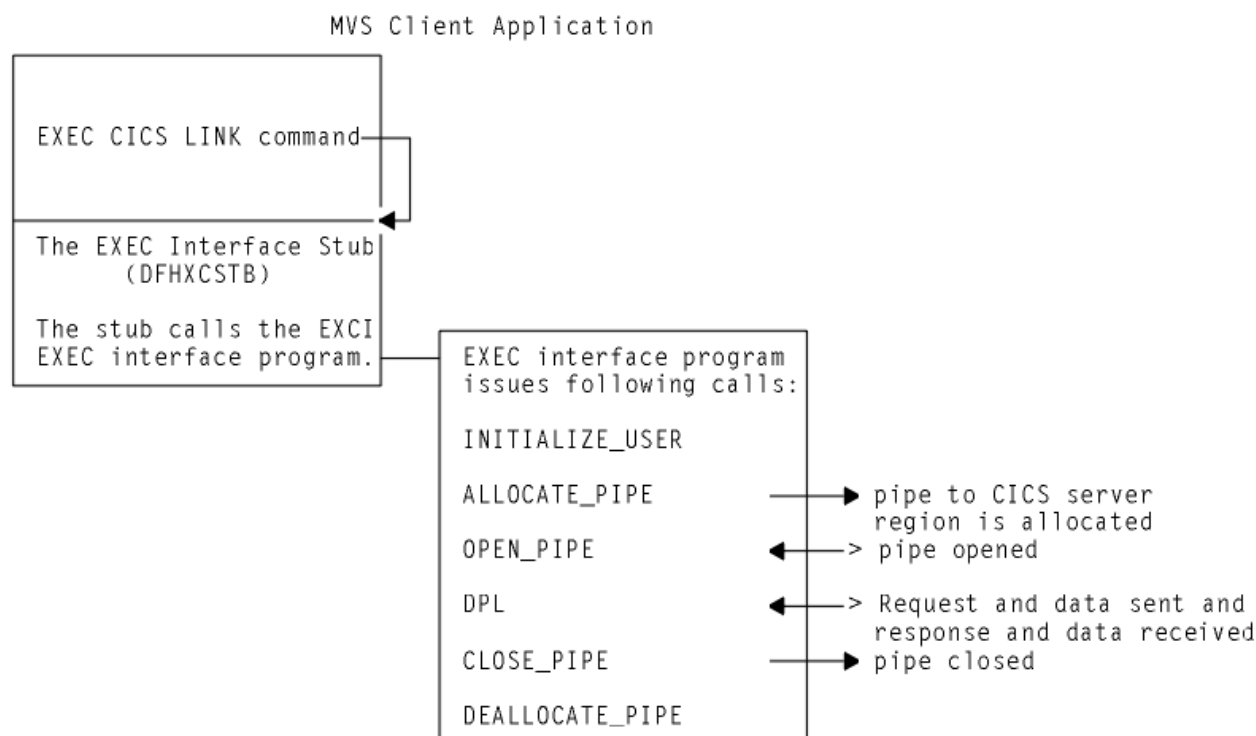 MVS Client Application
EXEC CICS LINK command
The EXEC Interface Stub
(DFHXCSTB)
The stub calls the EXCI
EXEC interface program.
EXEC interface program
issues following calls:
INITIALIZE_USER
ALLOCATE_PIPE
pipe to CICS server
region is allocated
OPEN_PIPE
> pipe opened
DPL
> Request and data sent and
response and data received
CLOSE_PIPE
pipe closed
DEALLOCATE_PIPE